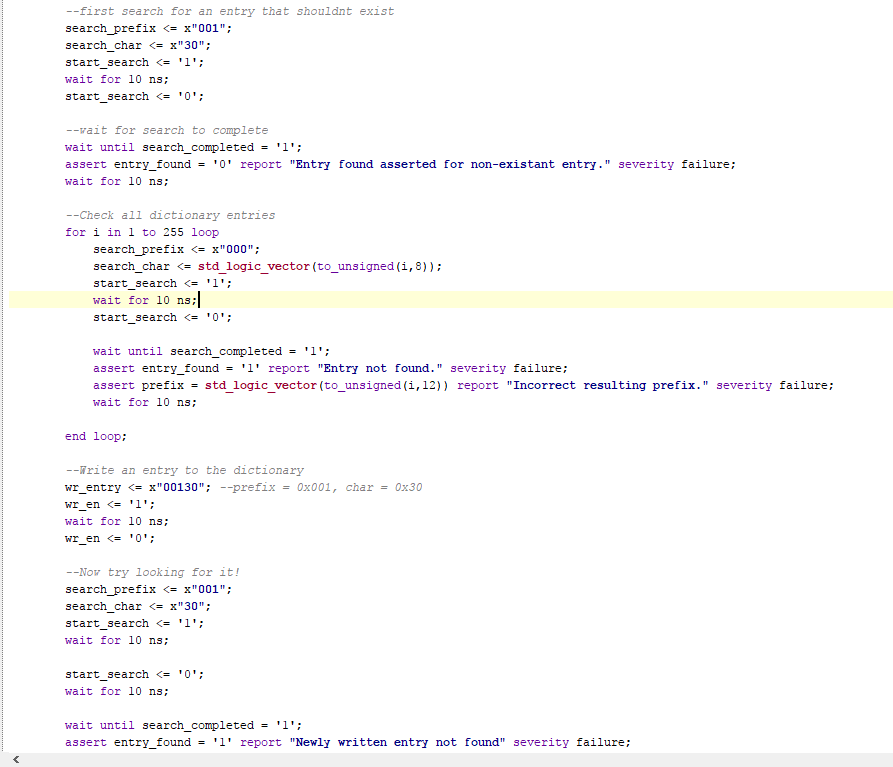 --first search for an entry that shouldnt exist
search_prefix <= x"001";
search_char <= x"30";
start_search <= '1';
wait for 10 ns;
start_search <= '0';
--wait for search to complete
wait until search_completed = '1';
assert entry_found = '0' report "Entry found asserted for non-existant entry." severity failure;
wait for 10 ns;
--Check all dictionary entries
for i in 1 to 255 loop
search_prefix <= x"000";
search_char <= std_logic_vector(to_unsigned(i,8));
start_search <= '1';
wait for 10 ns;
start_search <= '0';
wait until search_completed = '1';
assert entry_found = '1' report "Entry not found." severity failure;
assert prefix = std_logic_vector(to_unsigned(i,12)) report "Incorrect resulting prefix." severity failure;
wait for 10 ns;
end loop;
--Write an entry to the dictionary
wr_entry <= x"00130"; --prefix = 0x001, char = 0x30
wr_en <= '1';
wait for 10 ns;
wr_en <= '0';
--Now try looking for it!
search_prefix <= x"001";
search_char <= x"30";
start_search <= '1';
wait for 10 ns;
start_search <= '0';
wait for 10 ns;
wait until search_completed = '1';
assert entry_found = '1' report "Newly written entry not found" severity failure;